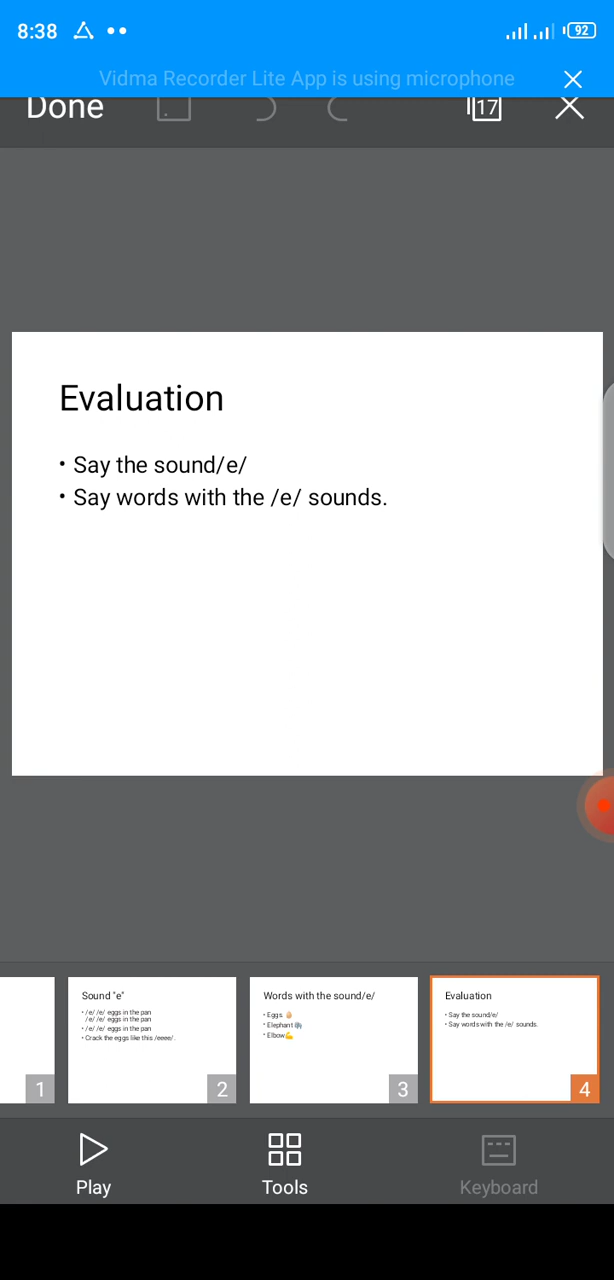 8:38
92
Vidma Recorder Lite App is using microphone
Done
17
Evaluation
• Say the sound/e/
• Say words with the /e/ sounds.
1
Sound "e"
• /e/ /e/ eggs in the pan
/e/ /e/ eggs in the pan
• /e/ /e/ eggs in the pan
• Crack the eggs like this /eeee/.
2
Words with the sound/e/
• Eggs 🥚
• Elephant 🐘
• Elbow💪
3
Evaluation
• Say the sound/e/
• Say words with the /e/ sounds.
4
Play
Tools
Keyboard